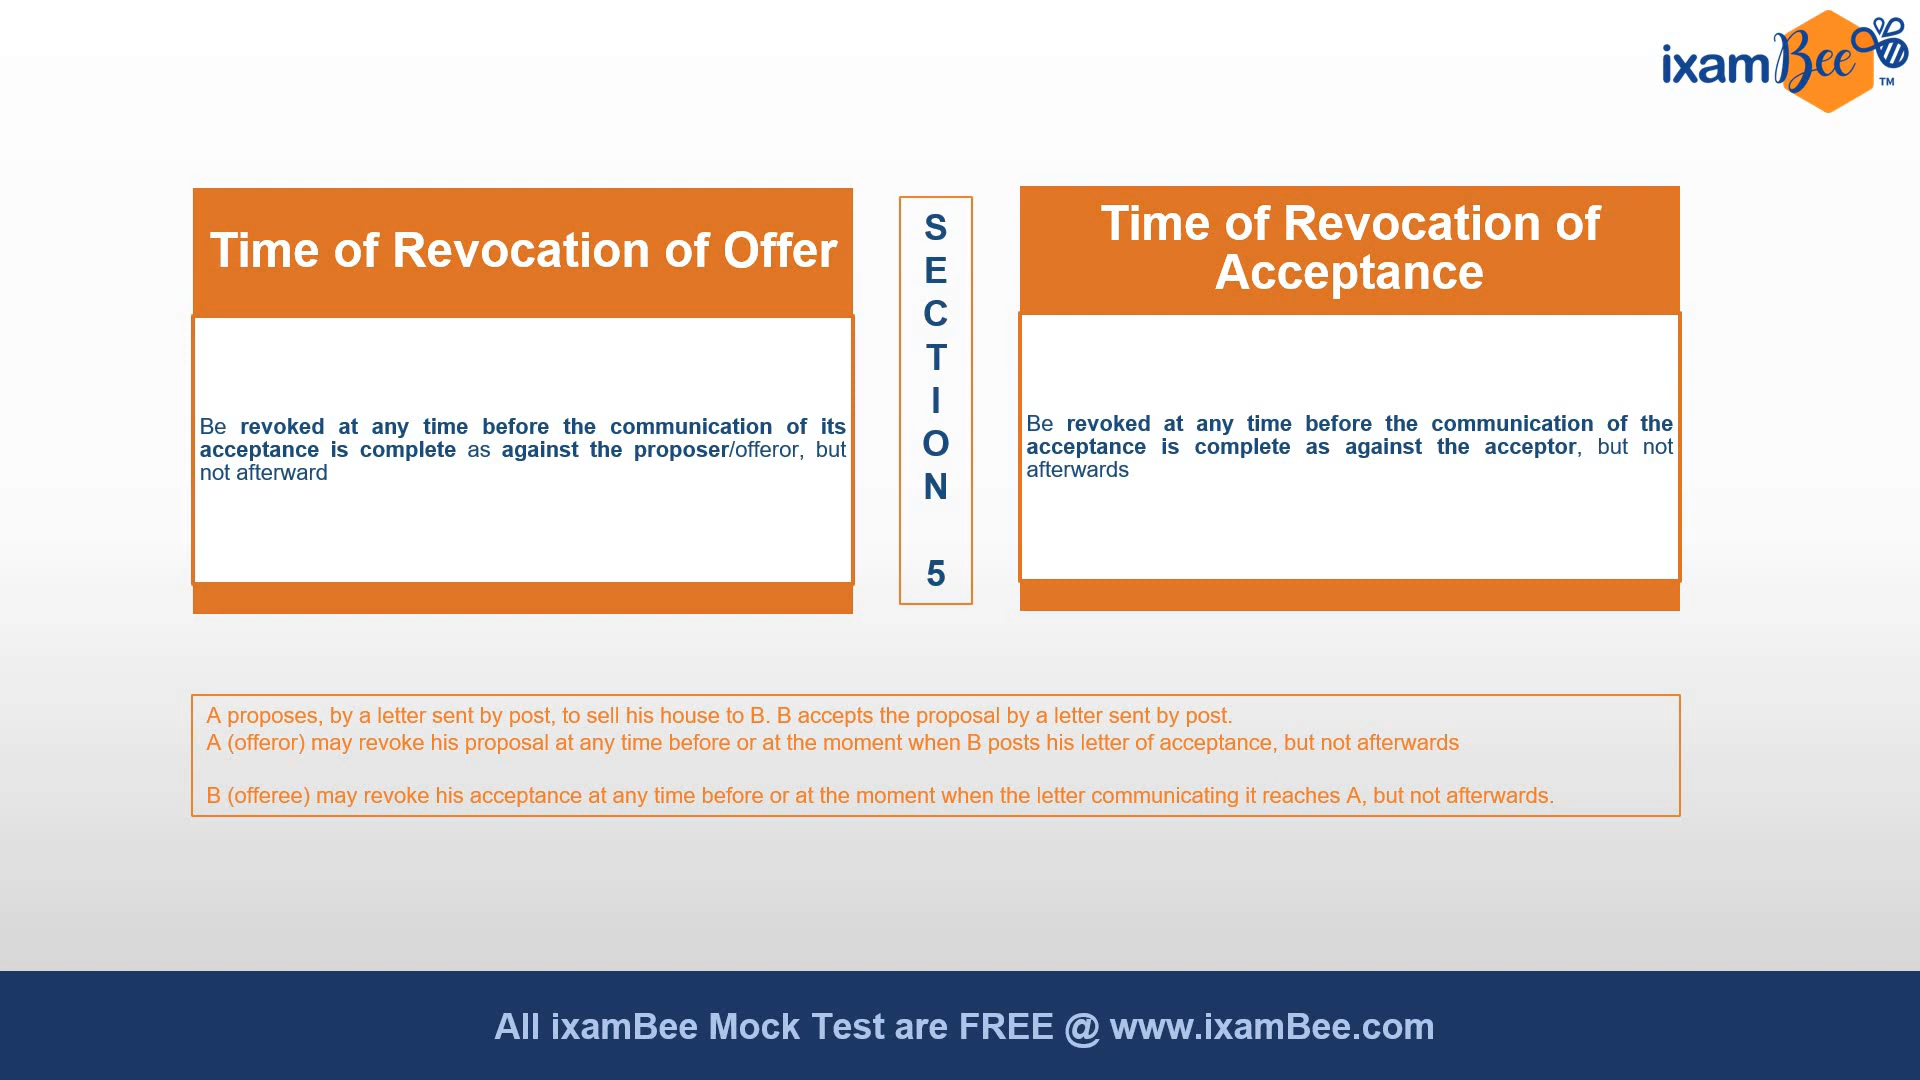 ixamBee™
Time of Revocation of Offer
Be revoked at any time before the communication of its
acceptance is complete as against the proposer/offeror, but
not afterward
SECTION 5
Time of Revocation of
Acceptance
Be revoked at any time before the communication of the
acceptance is complete as against the acceptor, but not
afterwards
A proposes, by a letter sent by post, to sell his house to B. B accepts the proposal by a letter sent by post.
A (offeror) may revoke his proposal at any time before or at the moment when B posts his letter of acceptance, but not afterwards
B (offeree) may revoke his acceptance at any time before or at the moment when the letter communicating it reaches A, but not afterwards.
All ixamBee Mock Test are FREE @ www.ixamBee.com